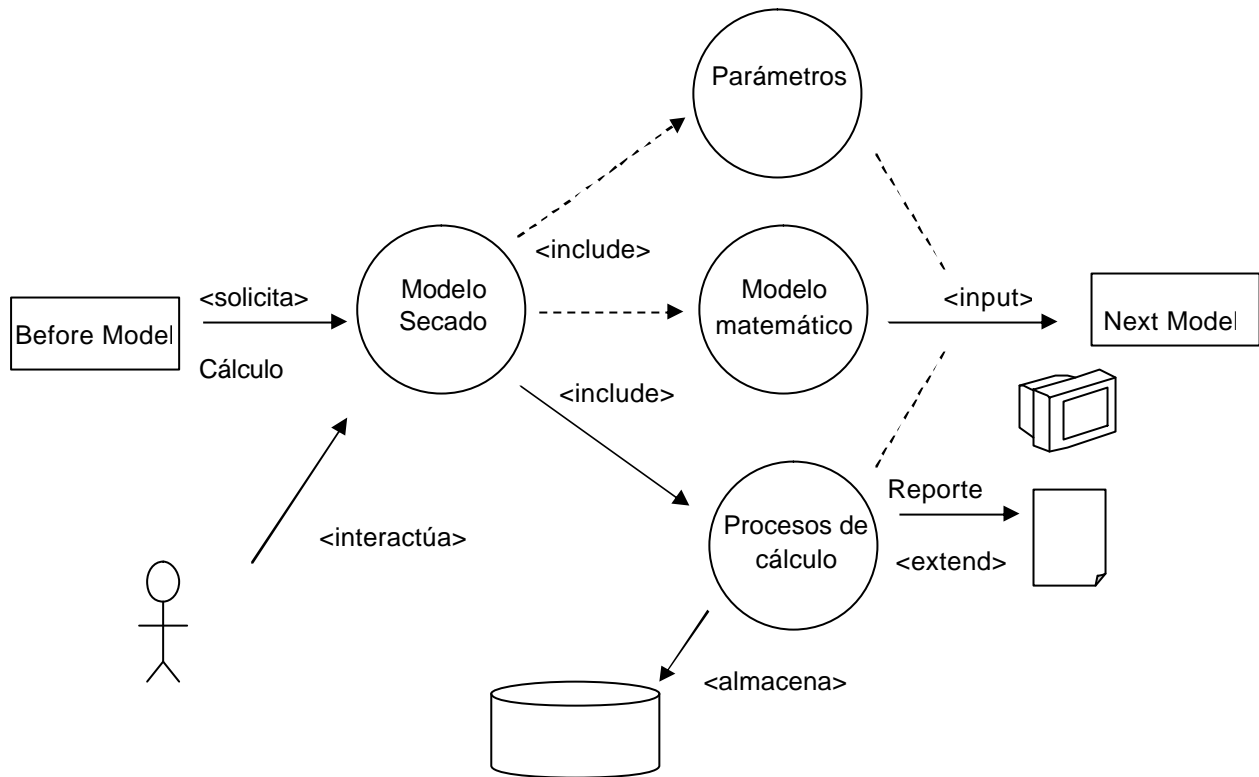 Parámetros
<include>
<solicita>
Modelo
Secado
Modelo
matemático
<input>
Before Model
Next Model
Cálculo
<include>
Reporte
Procesos de
cálculo
<interactúa>
<extend>
<almacena>